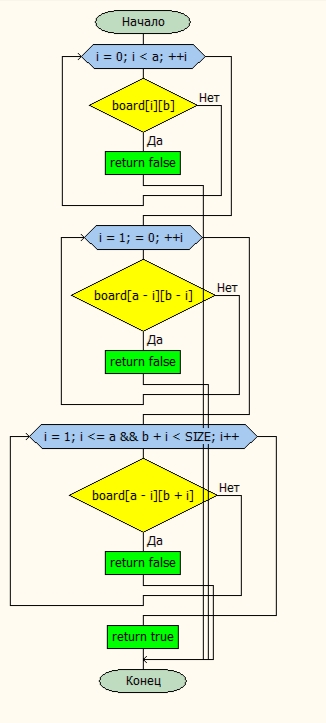 Начало
i = 0; i < a; ++i
Нет
board[i][b]
Да
return false
i = 1; = 0; ++i
Нет
board[a - i][b - i]
Да
return false
i = 1; i <= a && b + i < SIZE; i++
Нет
board[a - i][b + i]
Да
return false
return true
Конец